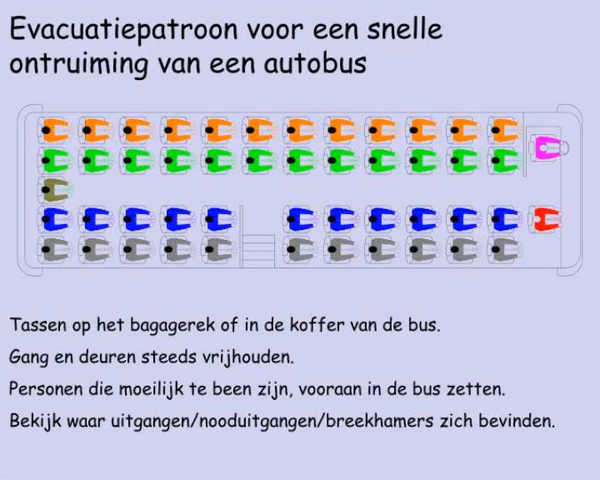 Evacuatiepatroon voor een snelle
ontruiming van een autobus
Tassen op het bagagerek of in de koffer van de bus.
Gang en deuren steeds vrijhouden.
Personen die moeilijk te been zijn, vooraan in de bus zetten.
Bekijk waar uitgangen/nooduitgangen/breekhamers zich bevinden.